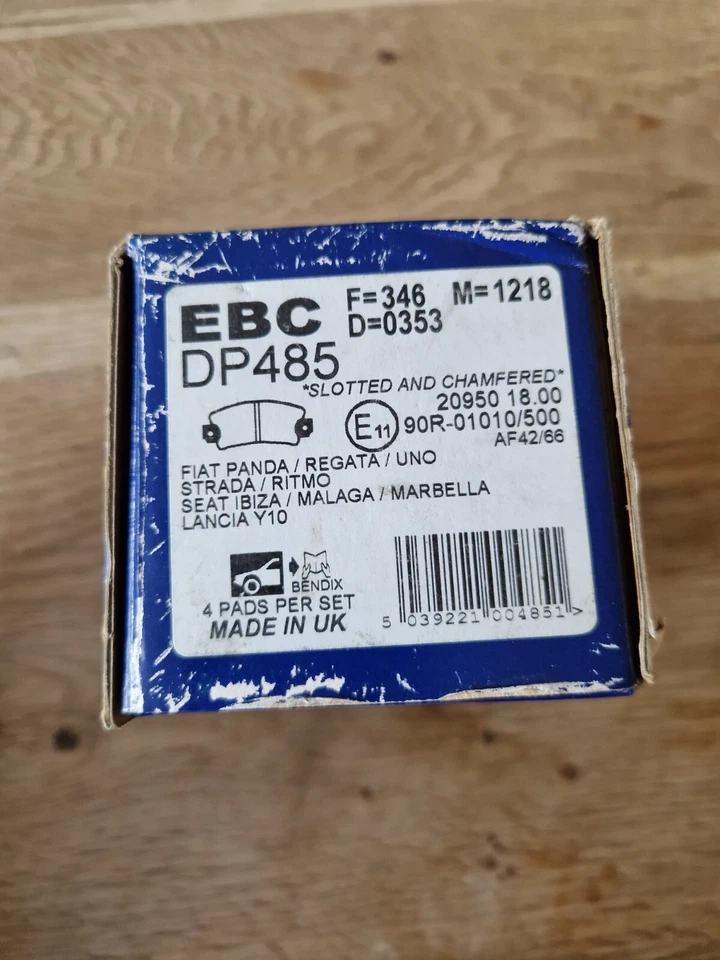 EBC F=346 M=1218
D=0353
DP485
*SLOTTED AND CHAMFERED*
20950 18.00
E11 90R-01010/500
AF42/66
FIAT PANDA / REGATA / UNO
STRADA / RITMO
SEAT IBIZA / MALAGA / MARBELLA
LANCIA Y10
BENDIX
4 PADS PER SET
MADE IN UK
5 039221 004851 >